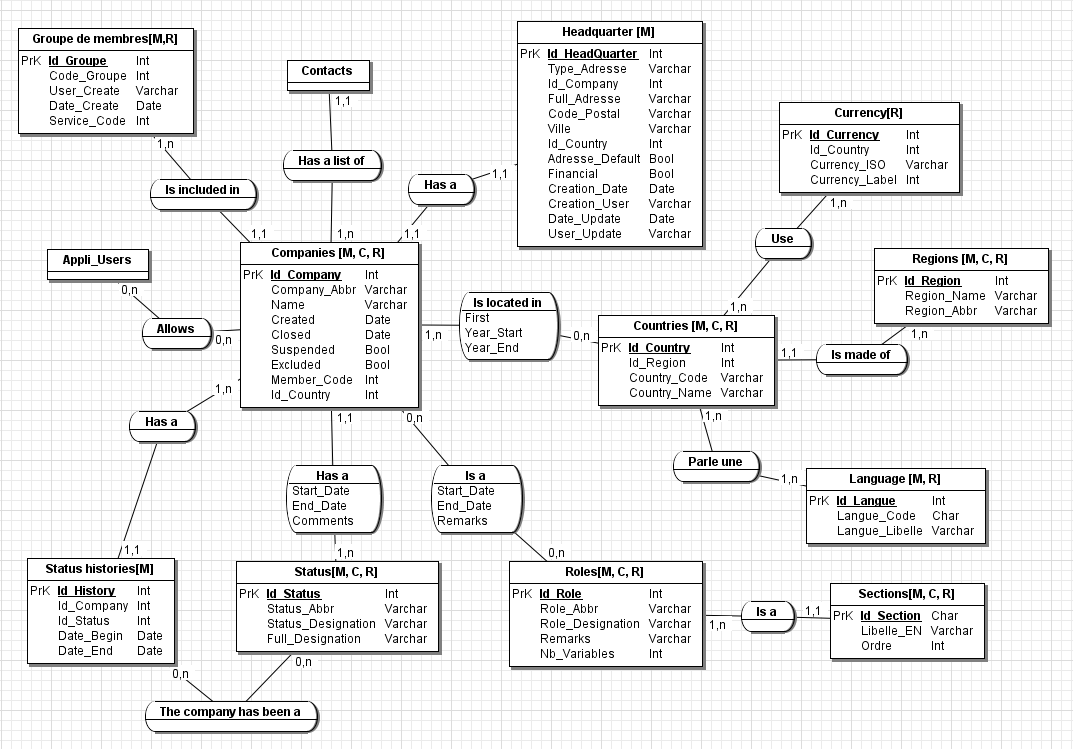 Groupe de membres[M,R]
PrK Id_Groupe Int
Code_Groupe Int
User_Create Varchar
Date_Create Date
Service_Code Int
1,n
Is included in
1,1
Contacts
1,1
Has a list of
1,n
Headquarter [M]
PrK Id_HeadQuarter Int
Type_Adresse Varchar
Id_Company Int
Full_Adresse Varchar
Code_Postal Varchar
Ville Varchar
Id_Country Int
Adresse_Default Bool
Financial Bool
Creation_Date Date
Creation_User Varchar
Date_Update Date
User_Update Varchar
1,1
Has a
1,1
Currency[R]
PrK Id_Currency Int
Id_Country Int
Currency_ISO Varchar
Currency_Label Int
1,n
Use
1,n
Appli_Users
0,n
Allows
0,n
Companies [M, C, R]
PrK Id_Company Int
Company_Abbr Varchar
Name Varchar
Created Date
Closed Date
Suspended Bool
Excluded Bool
Member_Code Int
Id_Country Int
1,n
Is located in
First
Year_Start
Year_End
0,n
Countries [M, C, R]
PrK Id_Country Int
Id_Region Int
Country_Code Varchar
Country_Name Varchar
Regions [M, C, R]
PrK Id_Region Int
Region_Name Varchar
Region_Abbr Varchar
1,n
Is made of
1,1
1,n
Parle une
1,n
Language [M, R]
PrK Id_Langue Int
Langue_Code Char
Langue_Libelle Varchar
1,n
Has a
1,1
1,1
Has a
Start_Date
End_Date
Comments
1,n
0,n
Is a
Start_Date
End_Date
Remarks
0,n
Status histories[M]
PrK Id_History Int
Id_Company Int
Id_Status Int
Date_Begin Date
Date_End Date
Status[M, C, R]
PrK Id_Status Int
Status_Abbr Varchar
Status_Designation Varchar
Full_Designation Varchar
Roles[M, C, R]
PrK Id_Role Int
Role_Abbr Varchar
Role_Designation Varchar
Remarks Varchar
Nb_Variables Int
1,n
Is a
1,1
Sections[M, C, R]
PrK Id_Section Char
Libelle_EN Varchar
Ordre Int
0,n
0,n
The company has been a